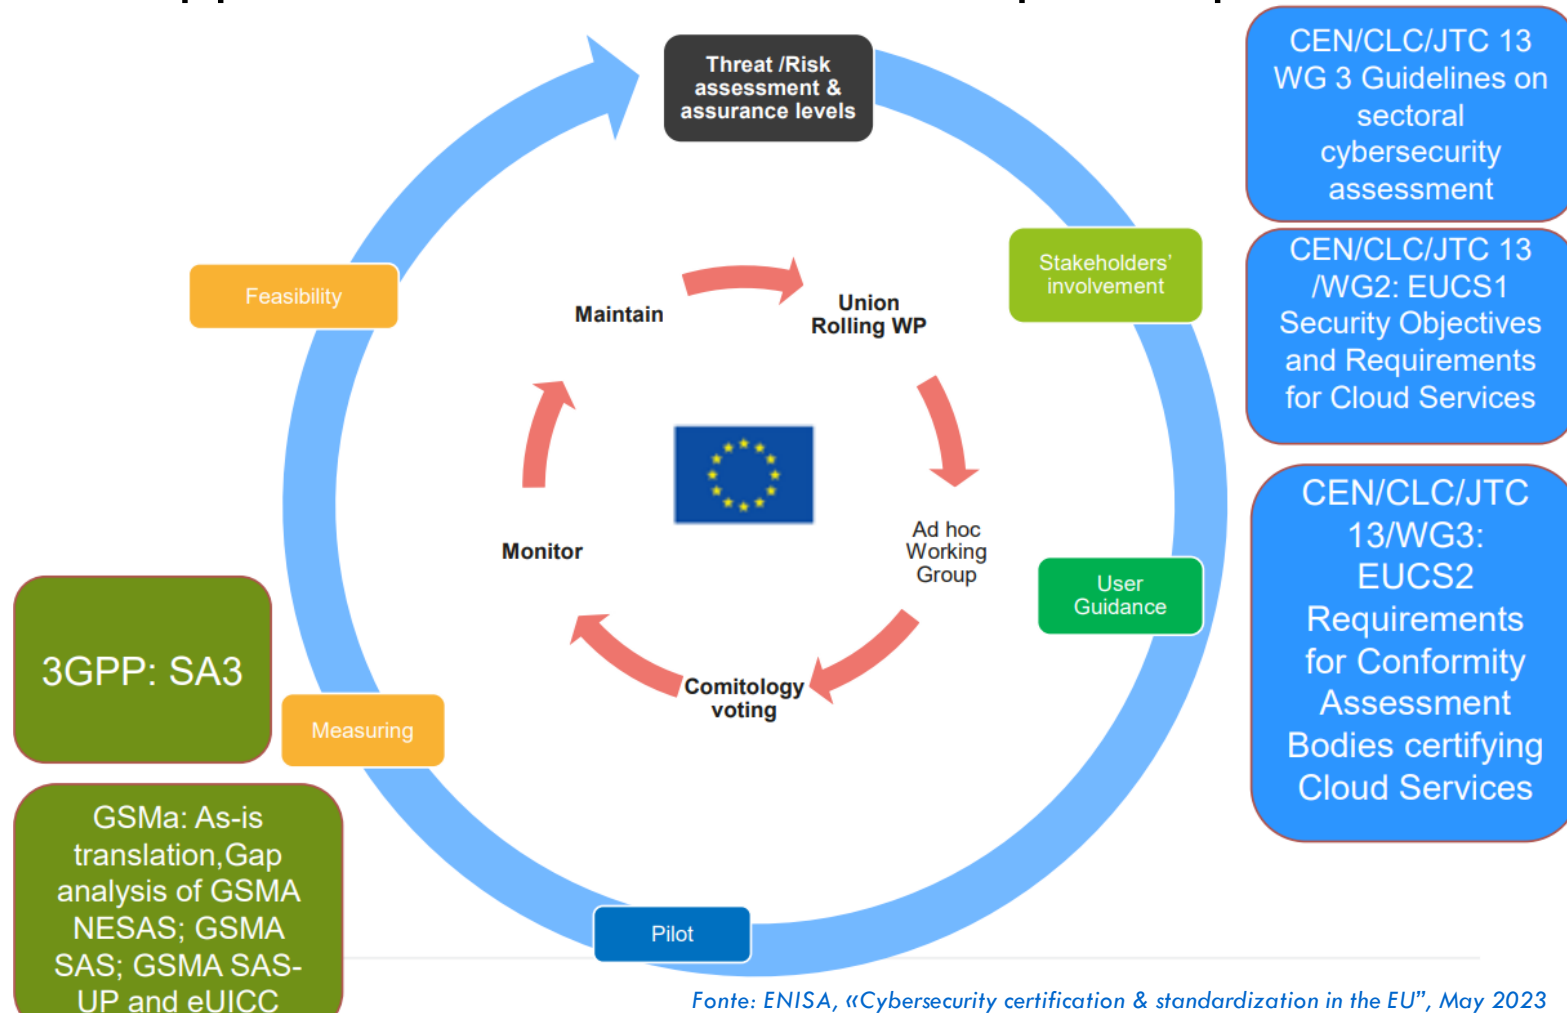 Threat /Risk
assessment &
assurance levels
CEN/CLC/JTC 13
WG 3 Guidelines on
sectoral
cybersecurity
assessment
Stakeholders’
involvement
CEN/CLC/JTC 13
/WG2: EUCS1
Security Objectives
and Requirements
for Cloud Services
Feasibility
Maintain
Union
Rolling WP
Ad hoc
Working
Group
Monitor
CEN/CLC/JTC
13/WG3:
EUCS2
Requirements
for Conformity
Assessment
Bodies certifying
Cloud Services
User
Guidance
3GPP: SA3
Comitology
voting
Measuring
GSMa: As-is
translation,Gap
analysis of GSMA
NESAS; GSMA
SAS; GSMA SAS-
UP and eUICC
Pilot
Fonte: ENISA, «Cybersecurity certification & standardization in the EU”, May 2023